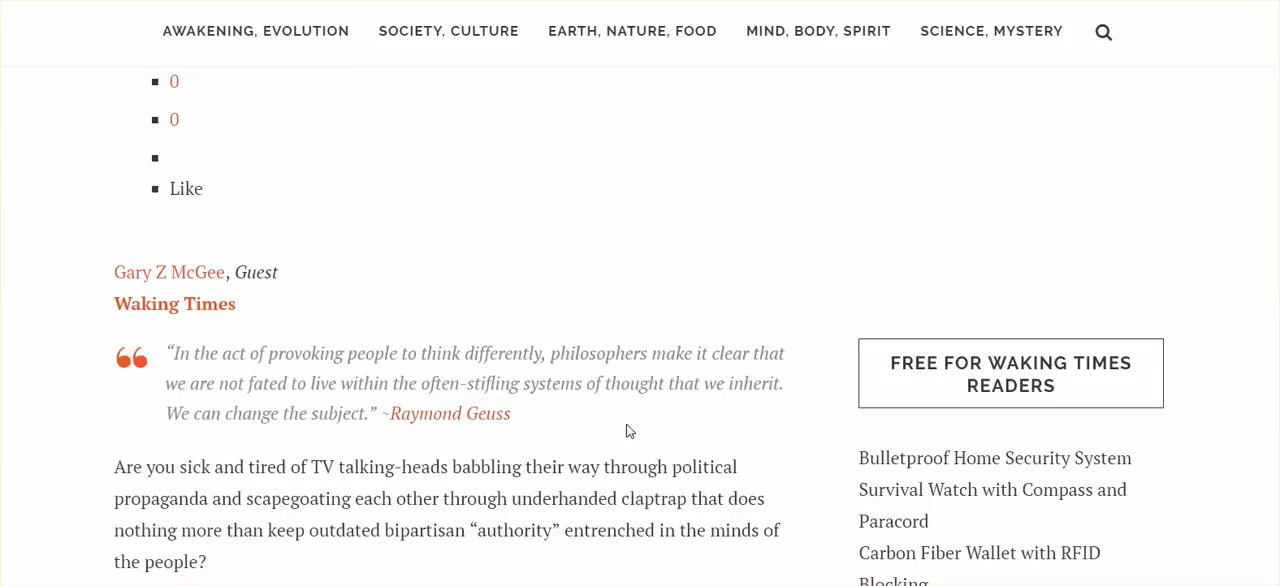 AWAKENING, EVOLUTION SOCIETY, CULTURE EARTH, NATURE, FOOD MIND, BODY, SPIRIT SCIENCE, MYSTERY
0
0
Like
Gary Z McGee, Guest
Waking Times
“In the act of provoking people to think differently, philosophers make it clear that
we are not fated to live within the often-stifling systems of thought that we inherit.
We can change the subject.” ~Raymond Geuss
Are you sick and tired of TV talking-heads babbling their way through political
propaganda and scapegoating each other through underhanded claptrap that does
nothing more than keep outdated bipartisan “authority” entrenched in the minds of
the people?
FREE FOR WAKING TIMES
READERS
Bulletproof Home Security System
Survival Watch with Compass and
Paracord
Carbon Fiber Wallet with RFID
Blocking